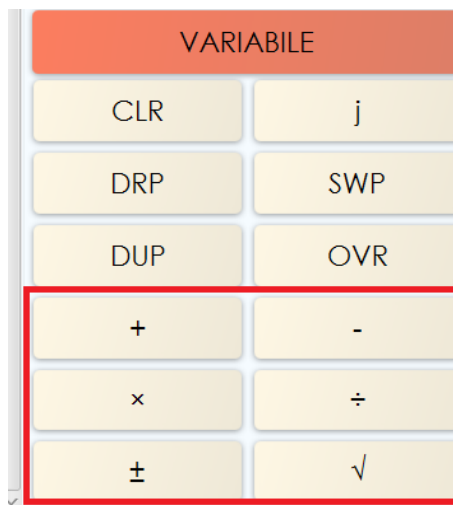 VARIABILE
CLR j
DRP SWP
DUP OVR
+ -
× ÷
± √